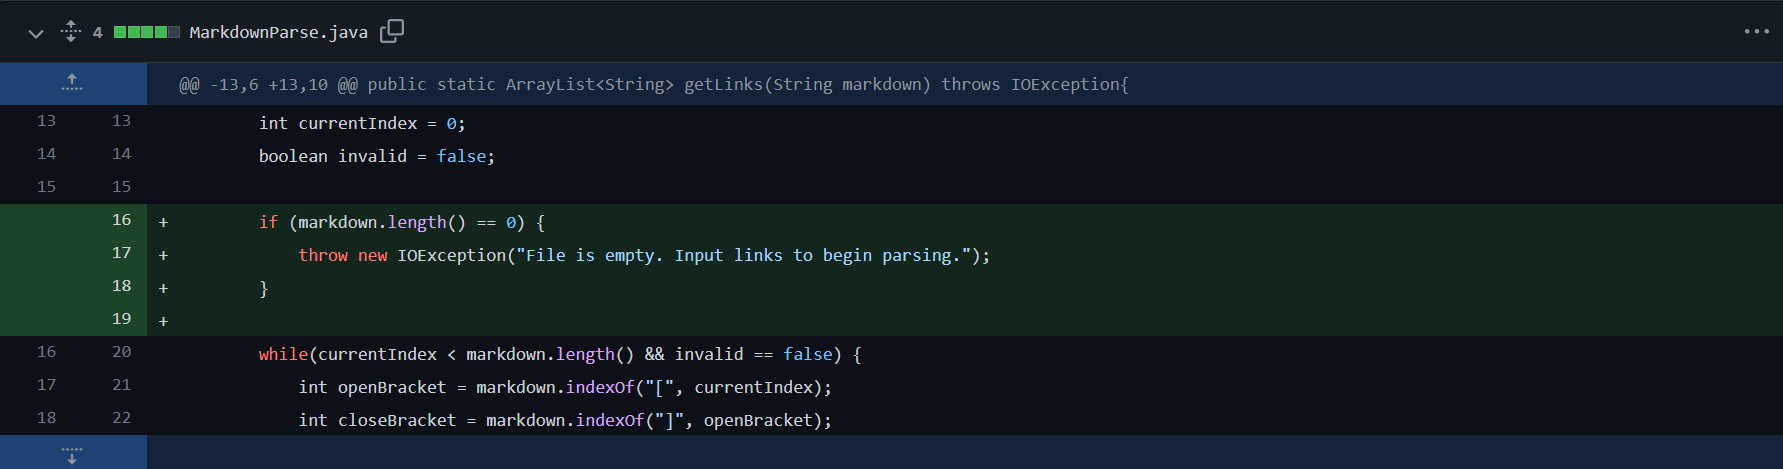 4 MarkdownParse.java
@@ -13,6 +13,10 @@ public static ArrayList<String> getLinks(String markdown) throws IOException{
13 13 int currentIndex = 0;
14 14 boolean invalid = false;
15 15
16 + if (markdown.length() == 0) {
17 + throw new IOException("File is empty. Input links to begin parsing.");
18 + }
19 +
16 20 while(currentIndex < markdown.length() && invalid == false) {
17 21 int openBracket = markdown.indexOf("[", currentIndex);
18 22 int closeBracket = markdown.indexOf("]", openBracket);